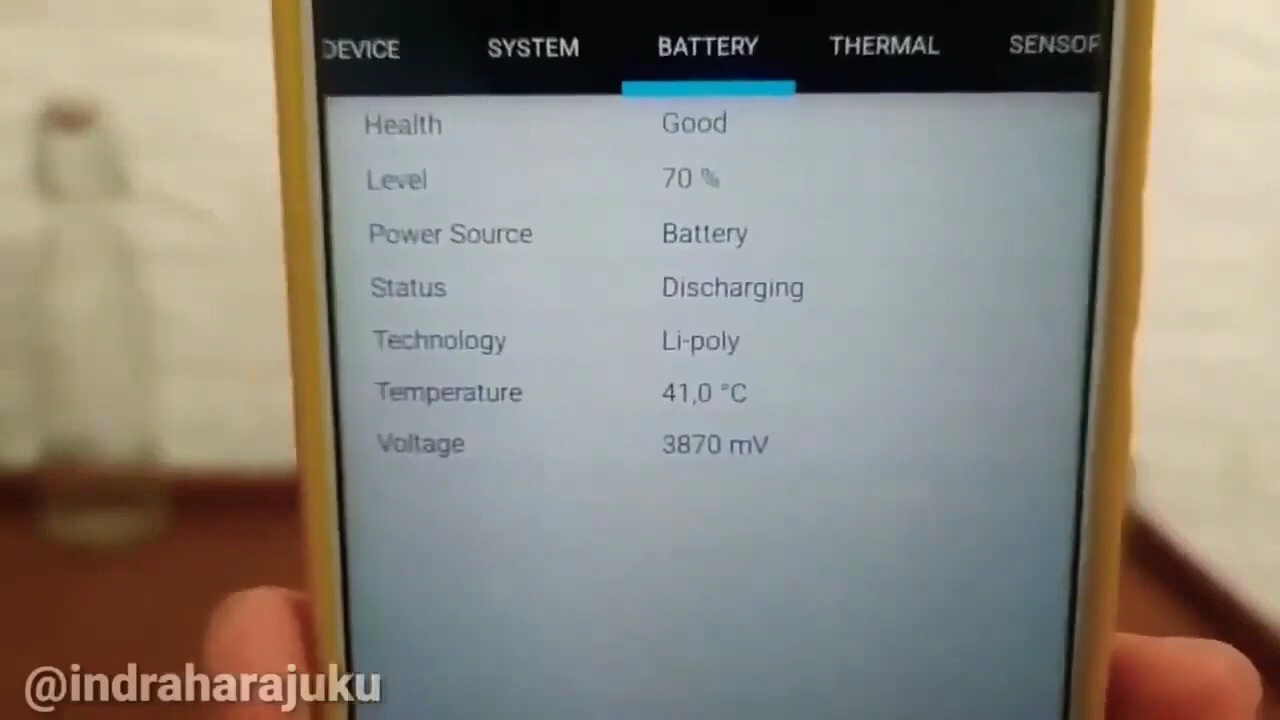 DEVICE SYSTEM BATTERY THERMAL SENSOR
Health Good
Level 70 %
Power Source Battery
Status Discharging
Technology Li-poly
Temperature 41,0 °C
Voltage 3870 mV
@indraharajuku